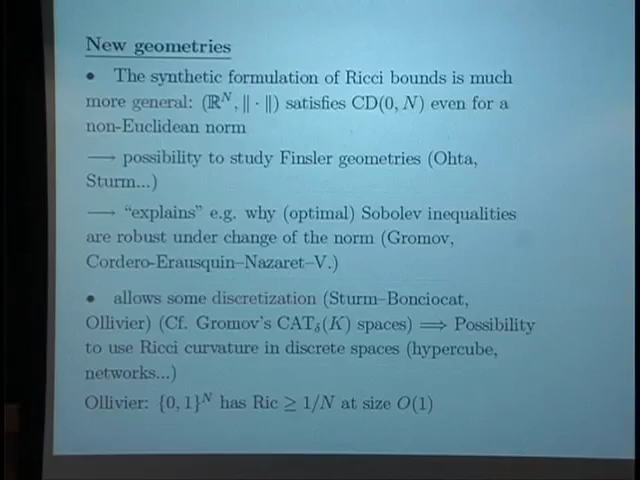 New geometries
• The synthetic formulation of Ricci bounds is much
more general: (ℝ^N, ‖·‖) satisfies CD(0, N) even for a
non-Euclidean norm
⟶ possibility to study Finsler geometries (Ohta,
Sturm...)
⟶ “explains” e.g. why (optimal) Sobolev inequalities
are robust under change of the norm (Gromov,
Cordero-Erausquin–Nazaret–V.)
• allows some discretization (Sturm–Bonciocat,
Ollivier) (Cf. Gromov's CAT_δ(K) spaces) ⟹ Possibility
to use Ricci curvature in discrete spaces (hypercube,
networks...)
Ollivier: {0, 1}^N has Ric ≥ 1/N at size O(1)